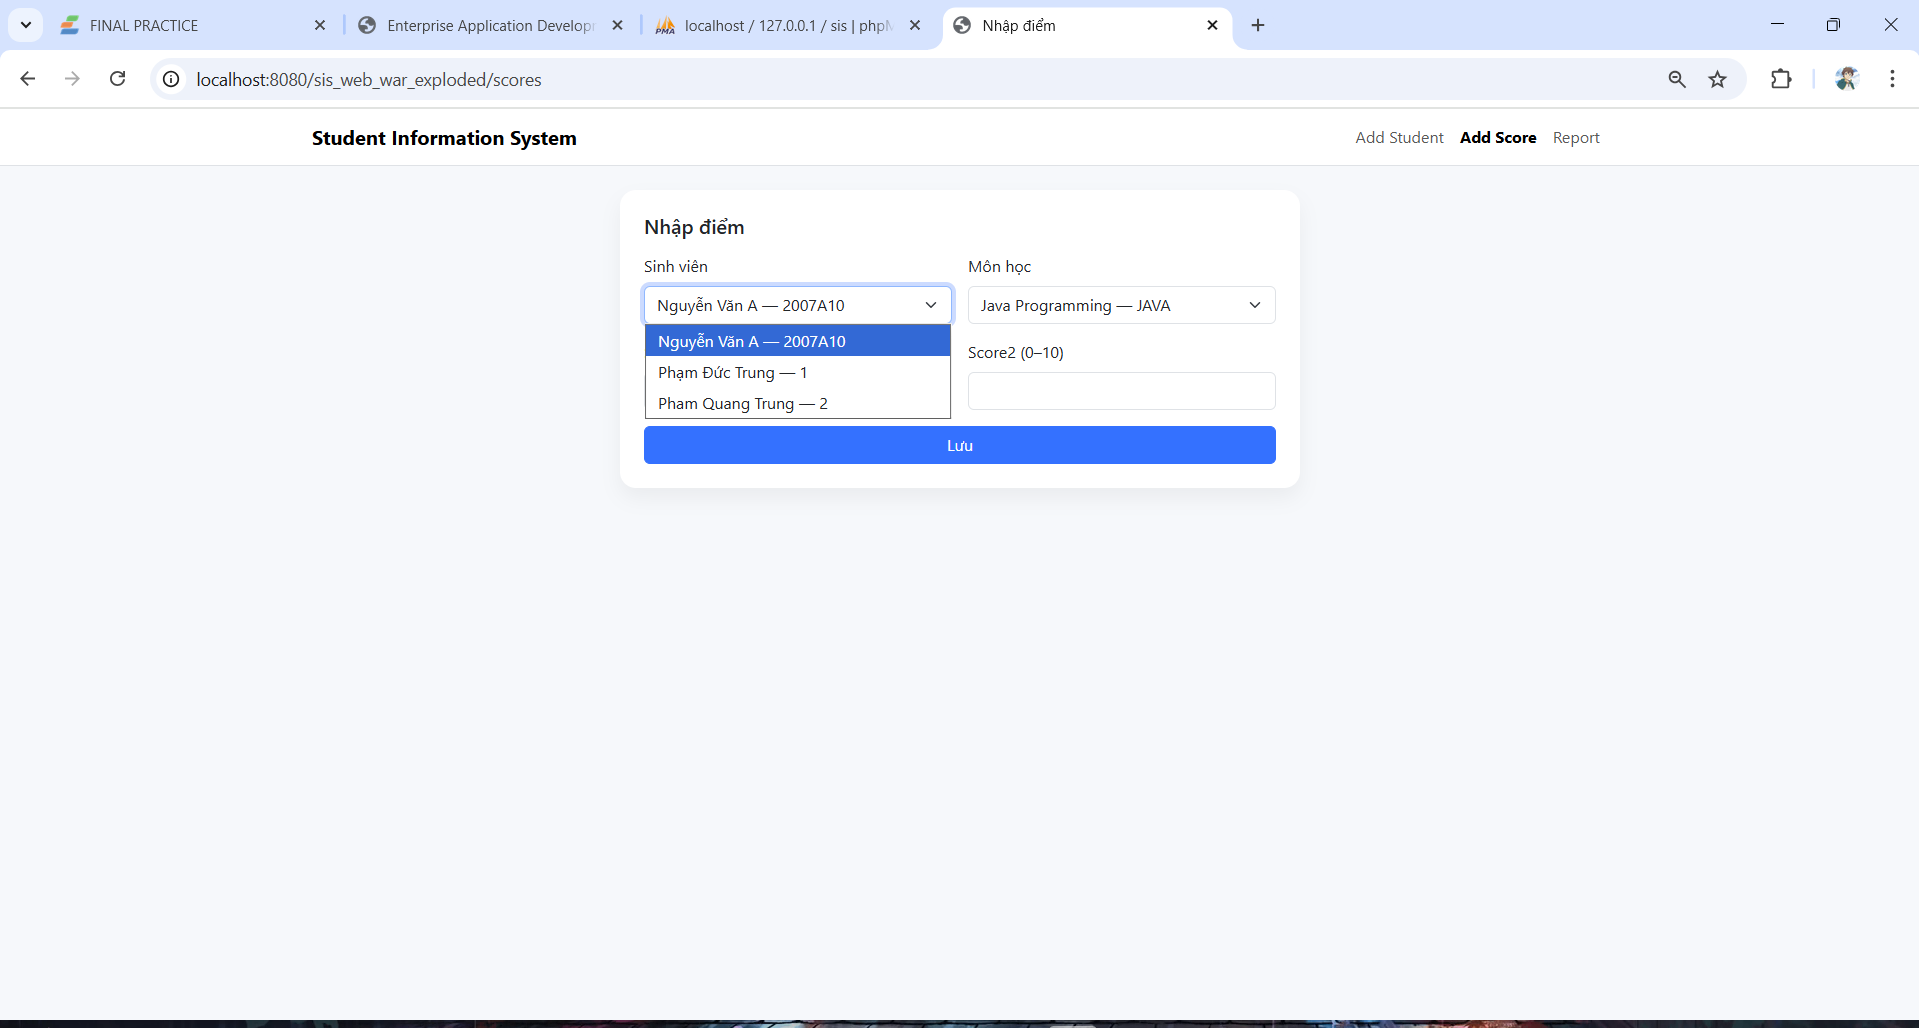 FINAL PRACTICE
Enterprise Application Develop
localhost / 127.0.0.1 / sis | php
Nhập điểm
localhost:8080/sis_web_war_exploded/scores
Student Information System
Add Student
Add Score
Report
Nhập điểm
Sinh viên
Môn học
Nguyễn Văn A — 2007A10
Java Programming — JAVA
Nguyễn Văn A — 2007A10
Phạm Đức Trung — 1
Pham Quang Trung — 2
Score2 (0–10)
Lưu